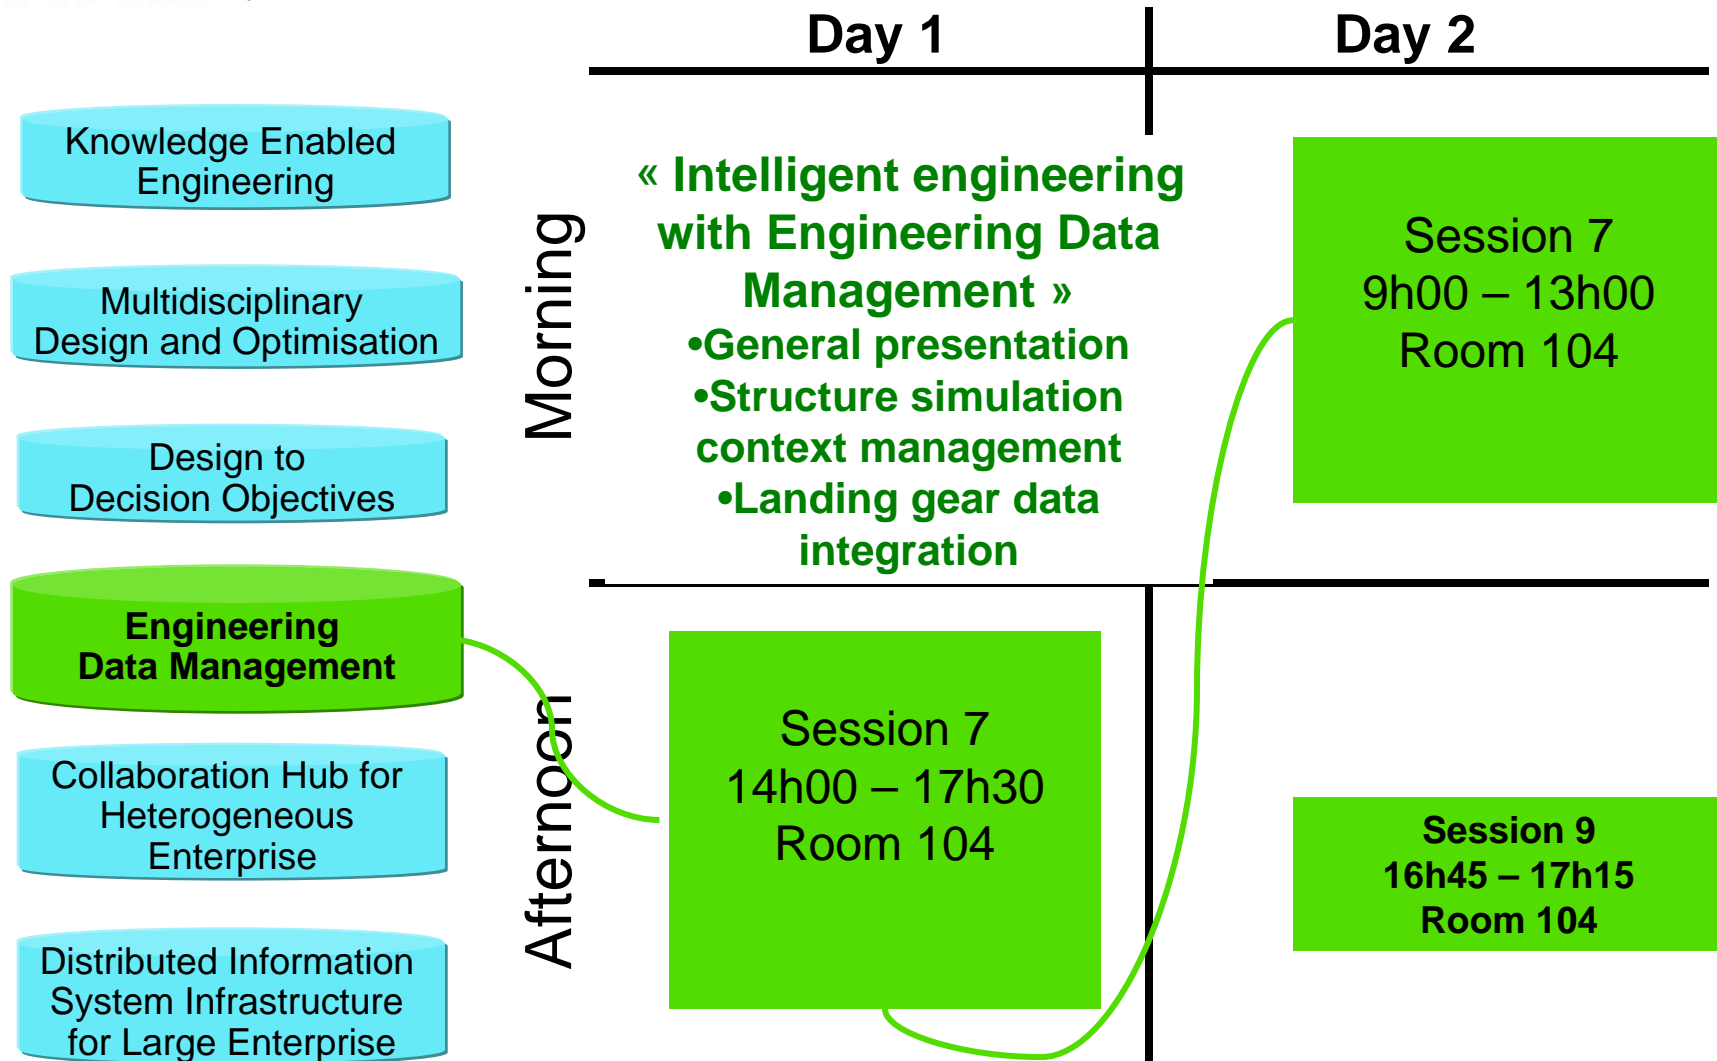 Day 1
Day 2
Knowledge Enabled
Engineering
Multidisciplinary
Design and Optimisation
Design to
Decision Objectives
Engineering
Data Management
Collaboration Hub for
Heterogeneous
Enterprise
Distributed Information
System Infrastructure
for Large Enterprise
Morning
« Intelligent engineering
with Engineering Data
Management »
•General presentation
•Structure simulation
context management
•Landing gear data
integration
Session 7
9h00 – 13h00
Room 104
Afternoon
Session 7
14h00 – 17h30
Room 104
Session 9
16h45 – 17h15
Room 104